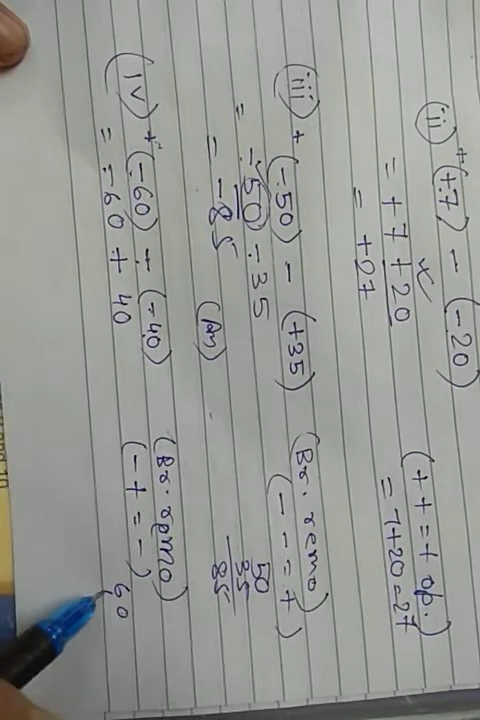 ii) + (+7) - (-20) (+ + = + op.)
= + 7 + 20 = 7+20=27
= +27
iii) + (-50) - (+35) (Br. remo)
= - 50 - 35 (- - = +)
= - 85 (An) 50
35
85
iv) + (-60) - (-40) (Br. remo)
= -60 + 40 (- + = -)
60